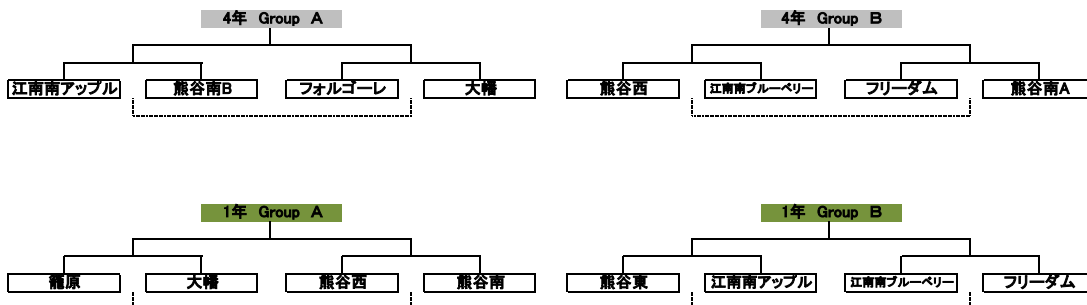 4年 Group A 4年 Group B
江南南アップル 熊谷南B フォルゴーレ 大幡 熊谷西 江南南ブルーベリー フリーダム 熊谷南A
1年 Group A 1年 Group B
籠原 大幡 熊谷西 熊谷南 熊谷東 江南南アップル 江南南ブルーベリー フリーダム